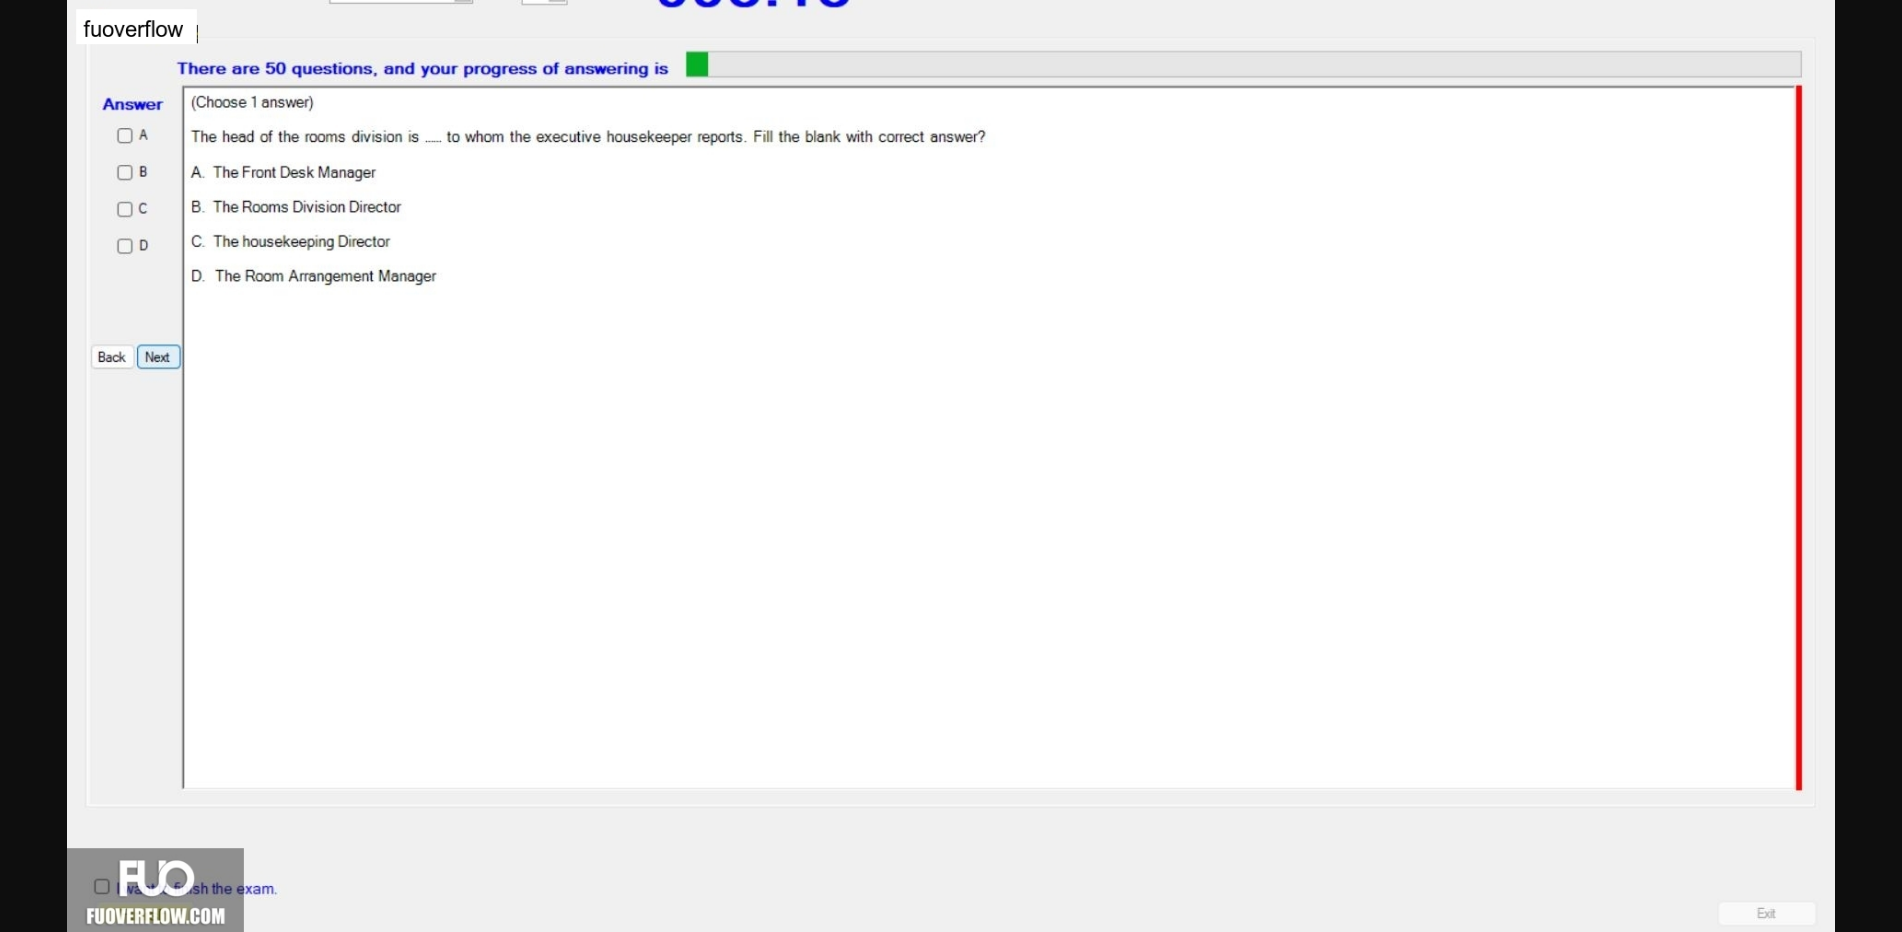 fuoverflow
There are 50 questions, and your progress of answering is
Answer
(Choose 1 answer)
A
The head of the rooms division is ..... to whom the executive housekeeper reports. Fill the blank with correct answer?
B
A. The Front Desk Manager
C
B. The Rooms Division Director
D
C. The housekeeping Director
D. The Room Arrangement Manager
Back Next
FUO
I want finish the exam.
FUOVERFLOW.COM
Exit